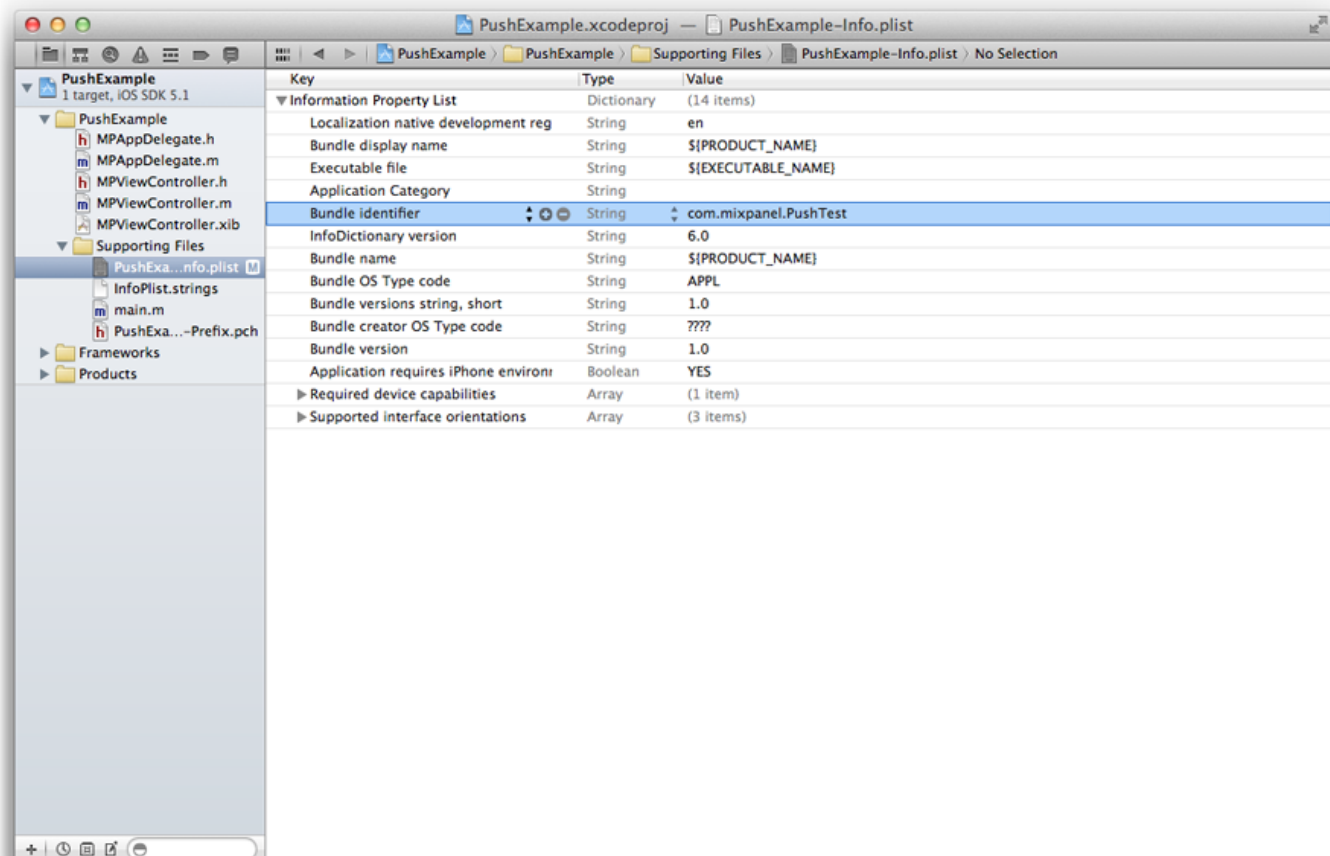 PushExample.xcodeproj — PushExample-Info.plist
PushExample PushExample Supporting Files PushExample-Info.plist No Selection
PushExample
1 target, iOS SDK 5.1
PushExample
h MPAppDelegate.h
m MPAppDelegate.m
h MPViewController.h
m MPViewController.m
MPViewController.xib
Supporting Files
PushExa...nfo.plist M
InfoPlist.strings
m main.m
h PushExa...-Prefix.pch
Frameworks
Products
Key Type Value
Information Property List Dictionary (14 items)
Localization native development reg String en
Bundle display name String ${PRODUCT_NAME}
Executable file String ${EXECUTABLE_NAME}
Application Category String
Bundle identifier String com.mixpanel.PushTest
InfoDictionary version String 6.0
Bundle name String ${PRODUCT_NAME}
Bundle OS Type code String APPL
Bundle versions string, short String 1.0
Bundle creator OS Type code String ????
Bundle version String 1.0
Application requires iPhone environr Boolean YES
Required device capabilities Array (1 item)
Supported interface orientations Array (3 items)